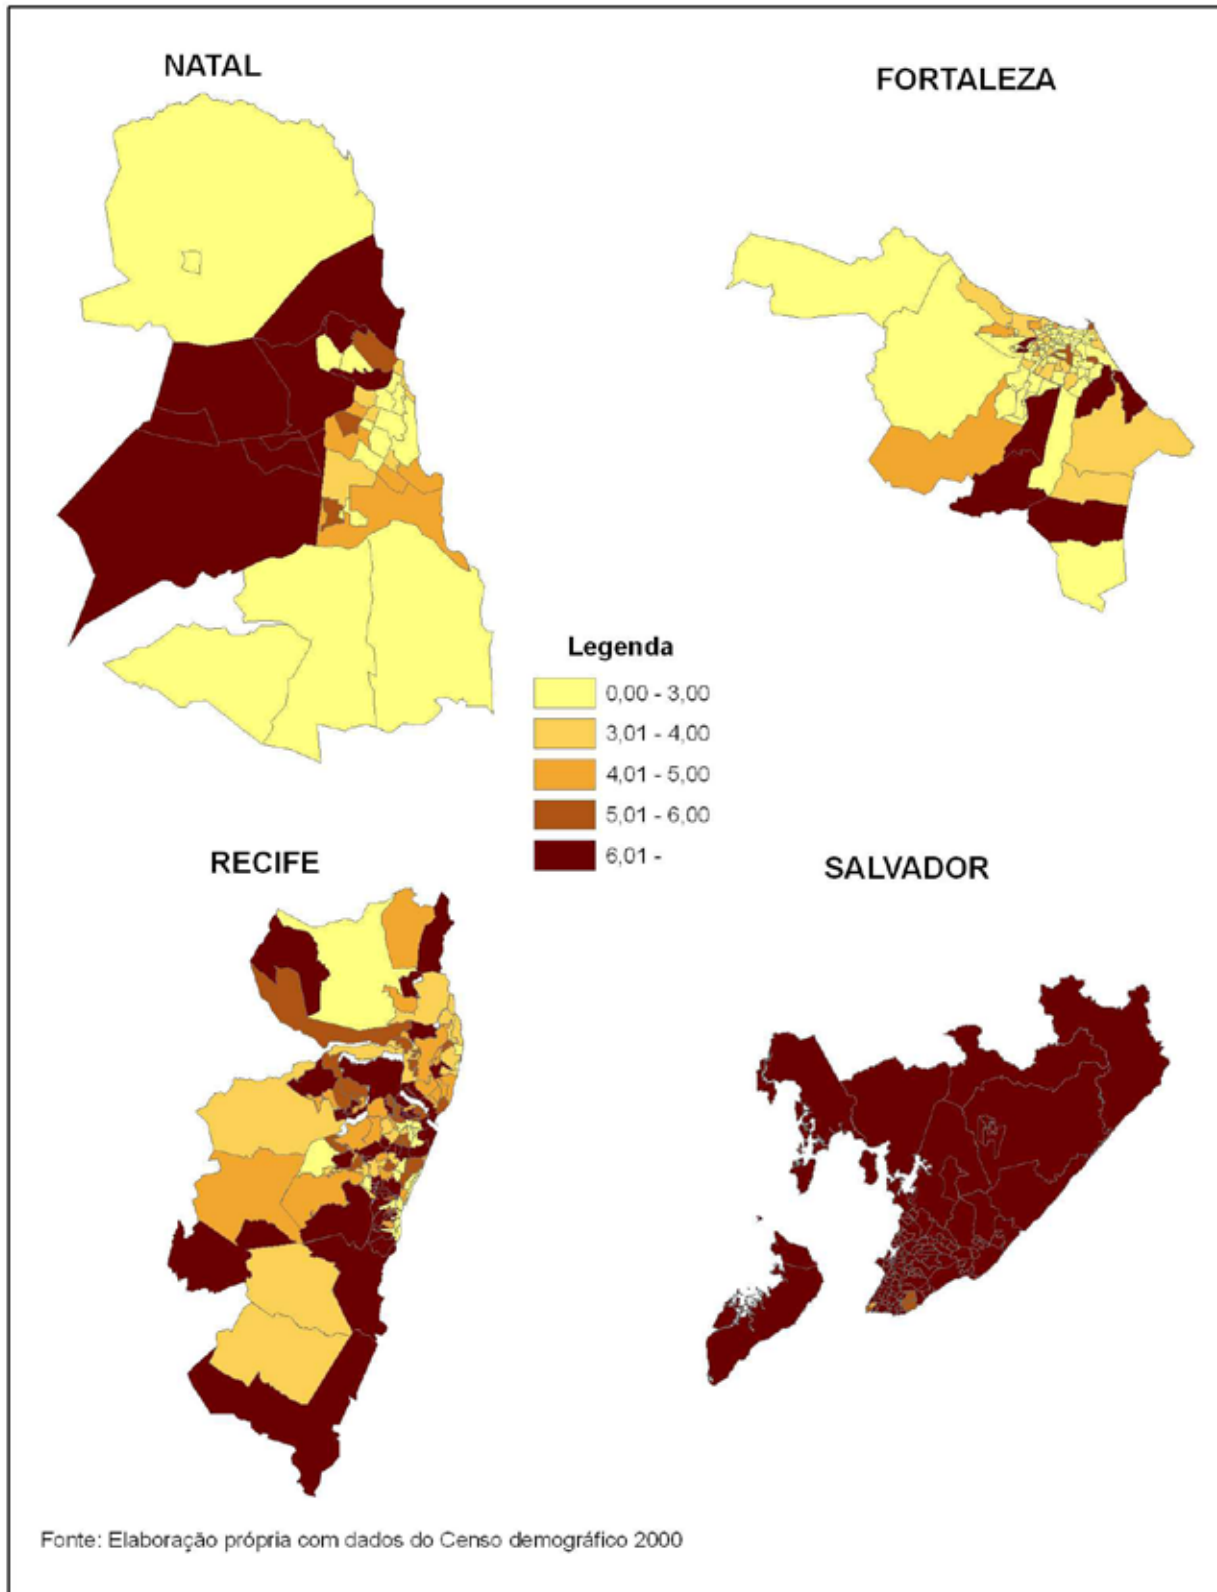 NATAL
FORTALEZA
Legenda
0,00 - 3,00
3,01 - 4,00
4,01 - 5,00
5,01 - 6,00
6,01 -
RECIFE
SALVADOR
Fonte: Elaboração própria com dados do Censo demográfico 2000